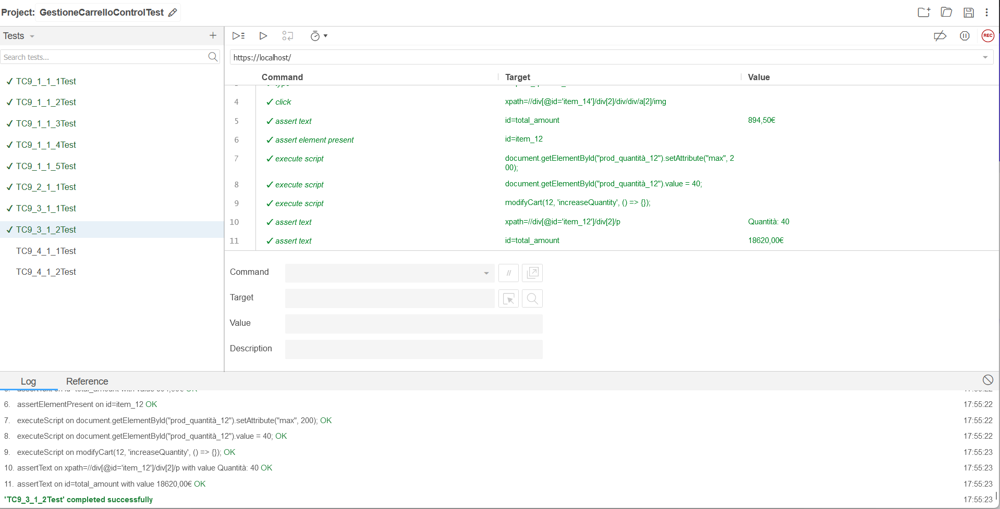 Project: GestioneCarrelloControlTest
Tests
REC
Search tests...
https://localhost/
Command Target Value
TC9_1_1_1Test
TC9_1_1_2Test
TC9_1_1_3Test
TC9_1_1_4Test
TC9_1_1_5Test
TC9_2_1_1Test
TC9_3_1_1Test
TC9_3_1_2Test
TC9_4_1_1Test
TC9_4_1_2Test
4 click xpath=//div[@id='item_14']/div[2]/div/div/a[2]/img
5 assert text id=total_amount 894,50€
6 assert element present id=item_12
7 execute script document.getElementById("prod_quantità_12").setAttribute("max", 2
00);
8 execute script document.getElementById("prod_quantità_12").value = 40;
9 execute script modifyCart(12, 'increaseQuantity', () => {});
10 assert text xpath=//div[@id='item_12']/div[2]/p Quantità: 40
11 assert text id=total_amount 18620,00€
Command //
Target
Value
Description
Log Reference
6. assertElementPresent on id=item_12 OK 17:55:22
7. executeScript on document.getElementById("prod_quantità_12").setAttribute("max", 200); OK 17:55:22
8. executeScript on document.getElementById("prod_quantità_12").value = 40; OK 17:55:22
9. executeScript on modifyCart(12, 'increaseQuantity', () => {}); OK 17:55:23
10. assertText on xpath=//div[@id='item_12']/div[2]/p with value Quantità: 40 OK 17:55:23
11. assertText on id=total_amount with value 18620,00€ OK 17:55:23
'TC9_3_1_2Test' completed successfully 17:55:23